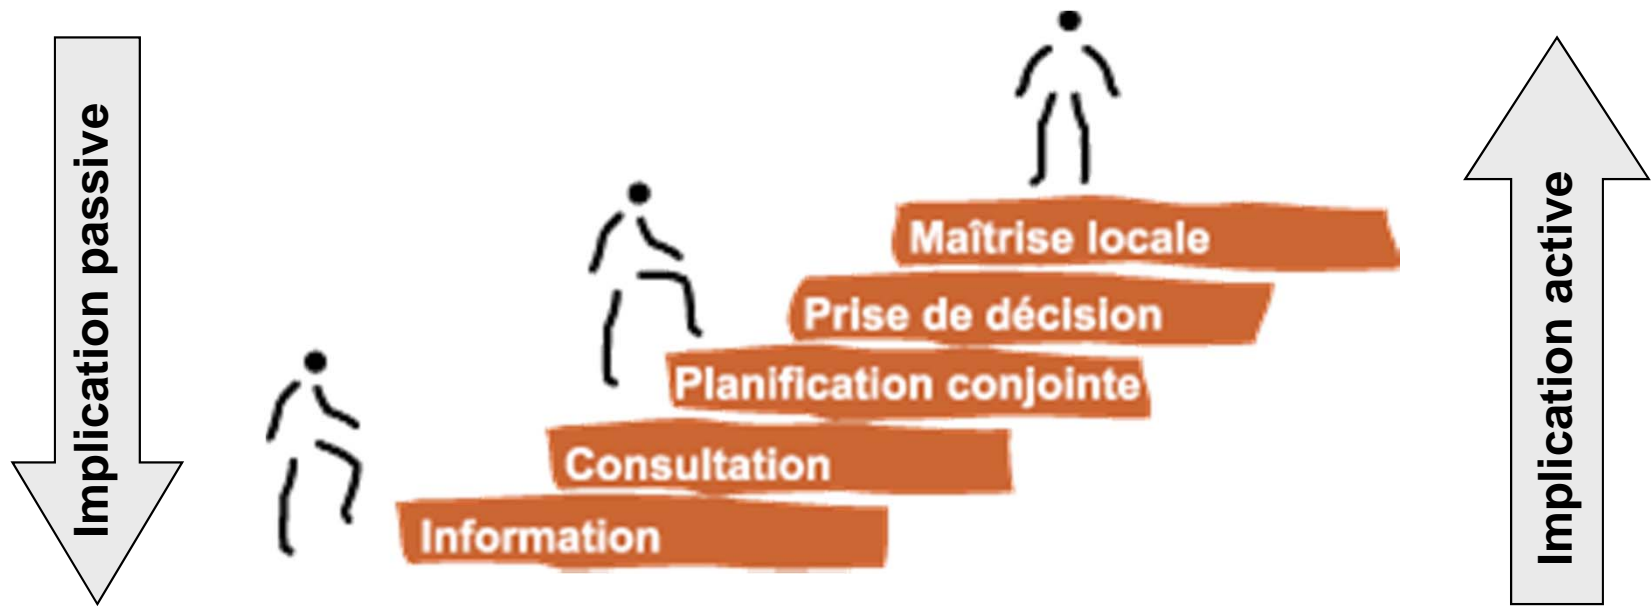 Implication passive
Maîtrise locale
Prise de décision
Planification conjointe
Consultation
Information
Implication active